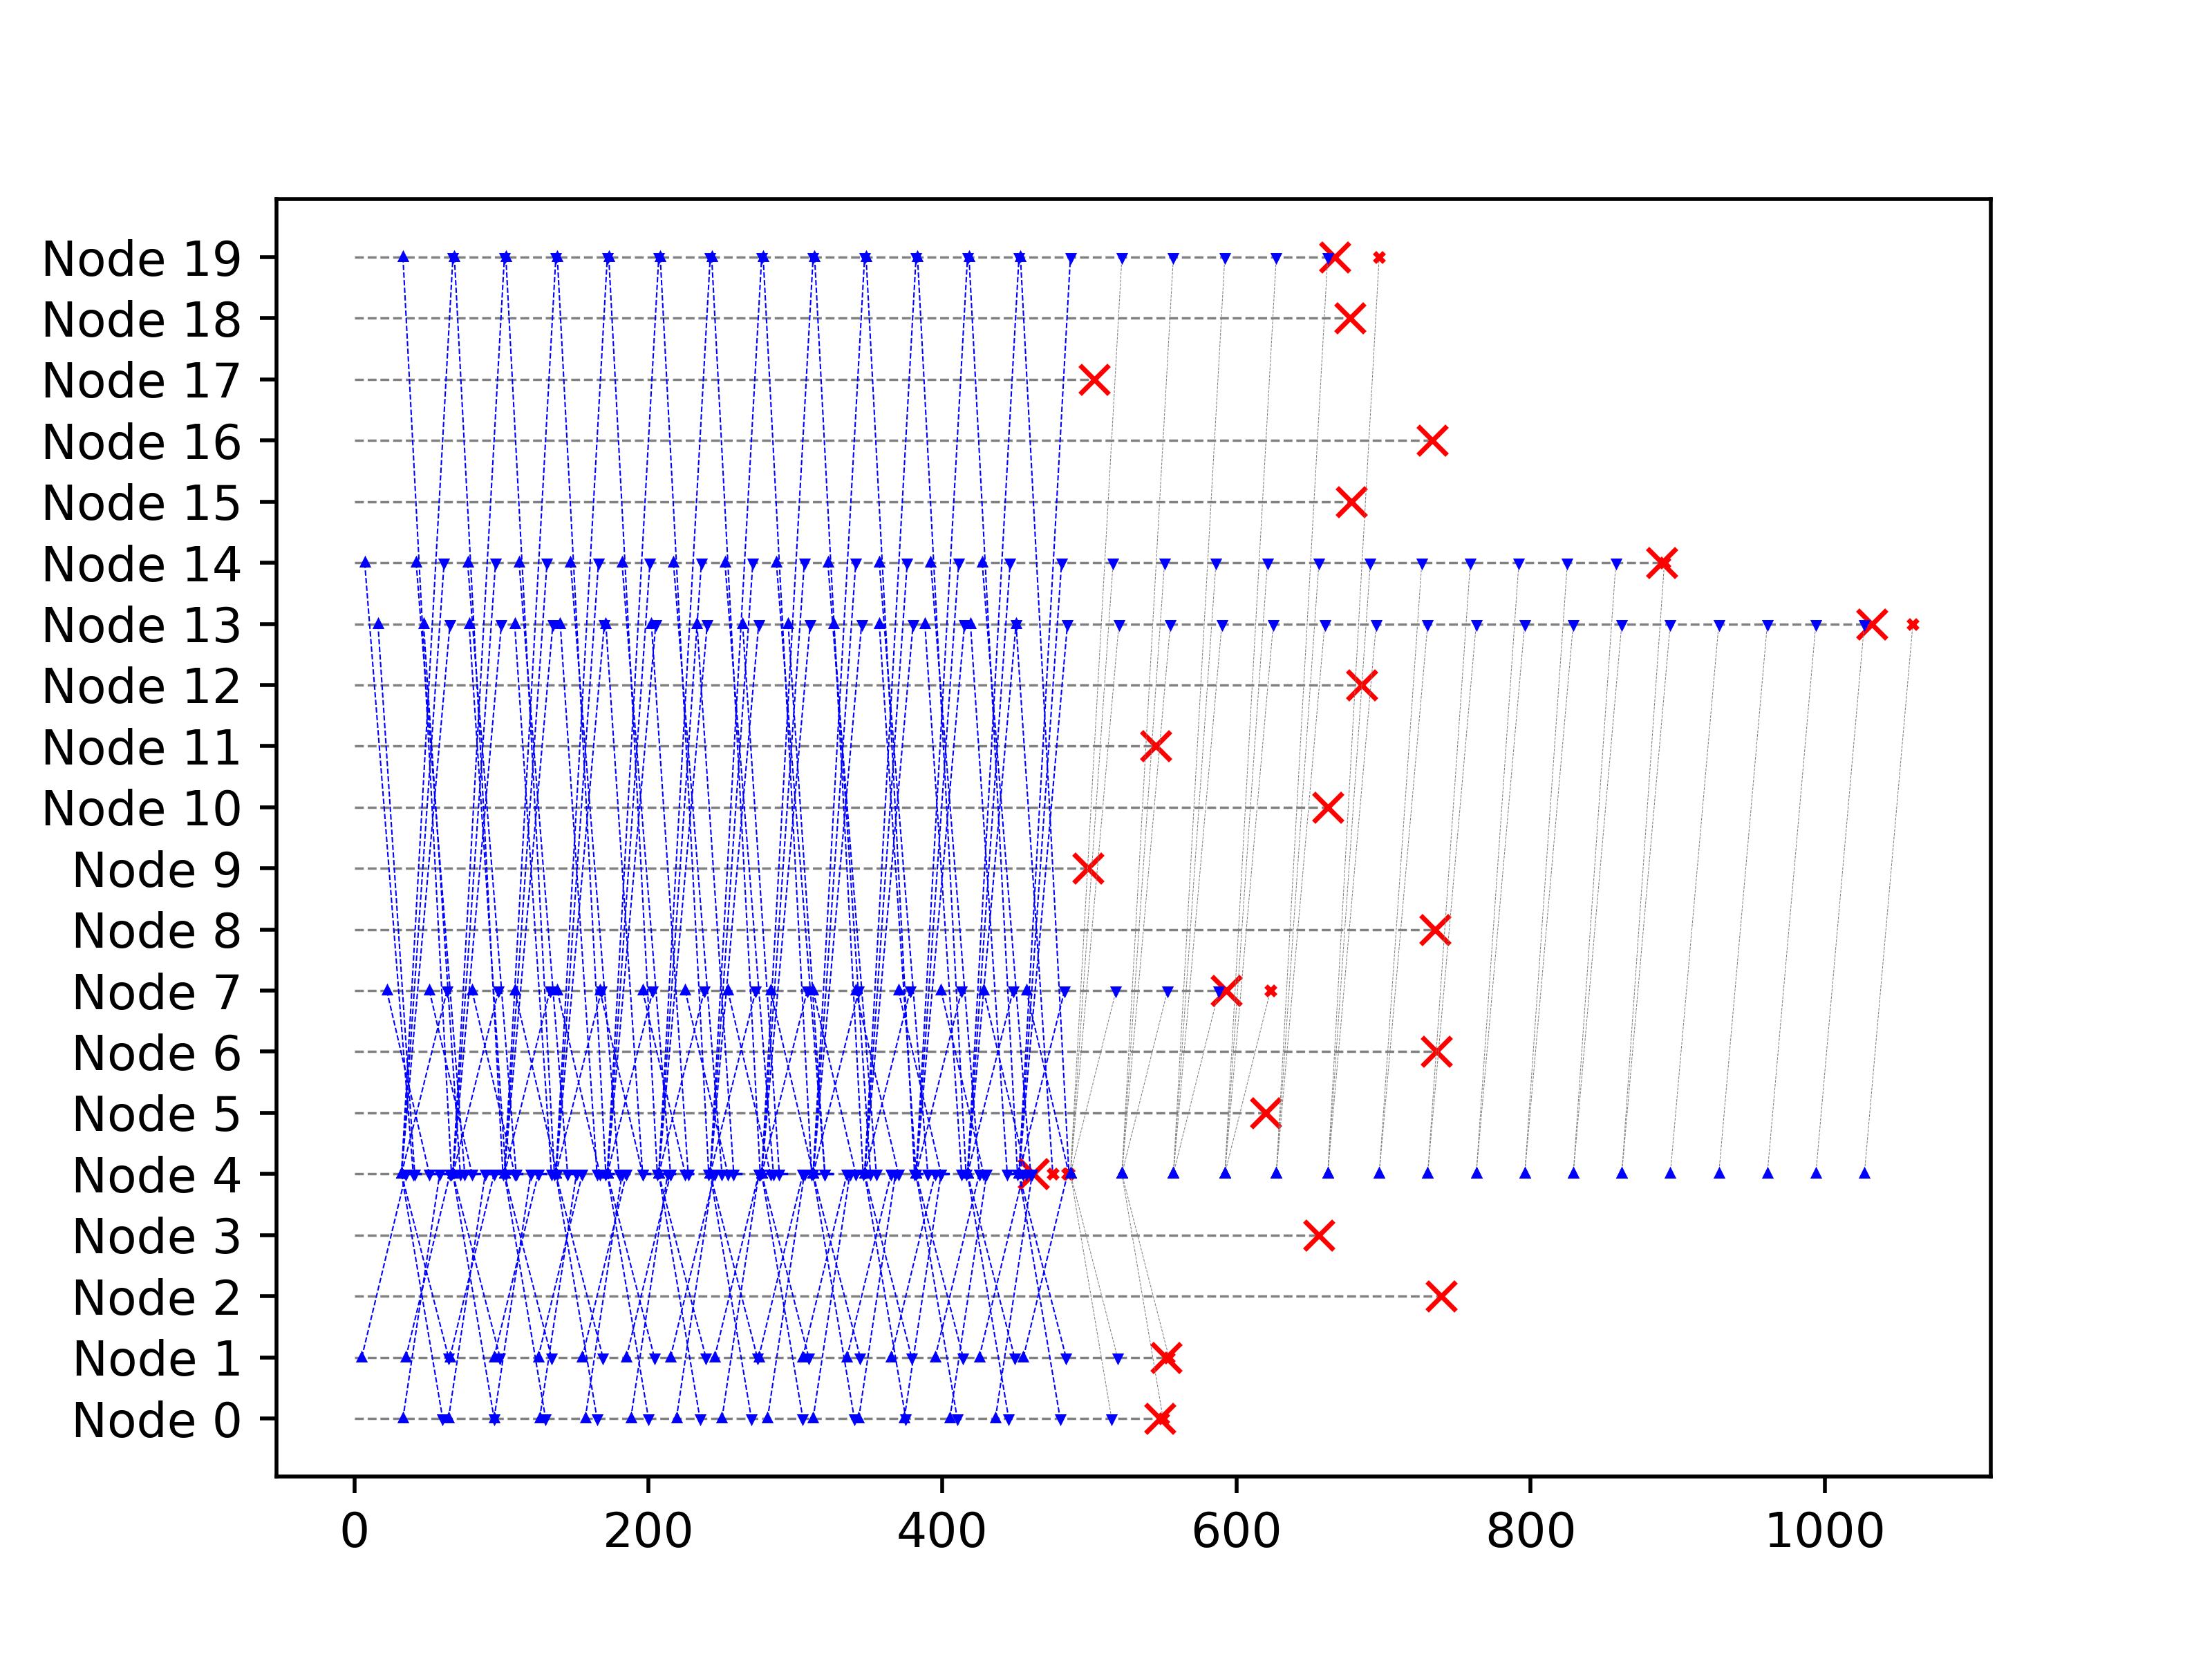 Node 19
Node 18
Node 17
Node 16
Node 15
Node 14
Node 13
Node 12
Node 11
Node 10
Node 9
Node 8
Node 7
Node 6
Node 5
Node 4
Node 3
Node 2
Node 1
Node 0
0 200 400 600 800 1000